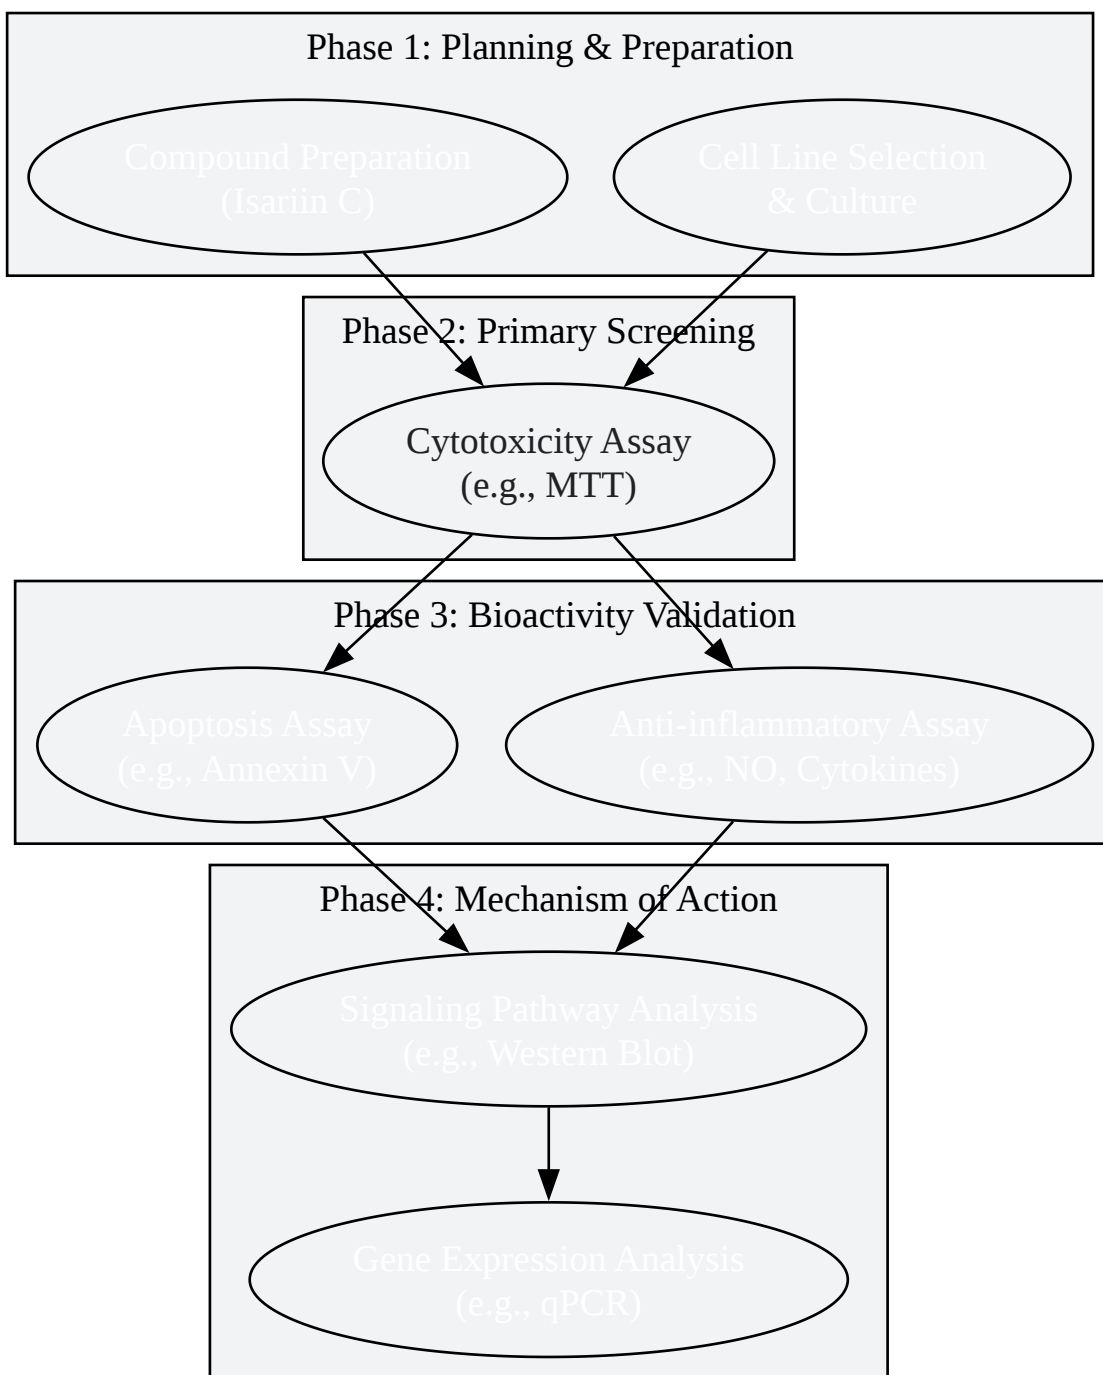 Phase 1: Planning & Preparation
Compound Preparation
(Isariin C)
Cell Line Selection
& Culture
Phase 2: Primary Screening
Cytotoxicity Assay
(e.g., MTT)
Phase 3: Bioactivity Validation
Apoptosis Assay
(e.g., Annexin V)
Anti-inflammatory Assay
(e.g., NO, Cytokines)
Phase 4: Mechanism of Action
Signaling Pathway Analysis
(e.g., Western Blot)
Gene Expression Analysis
(e.g., qPCR)